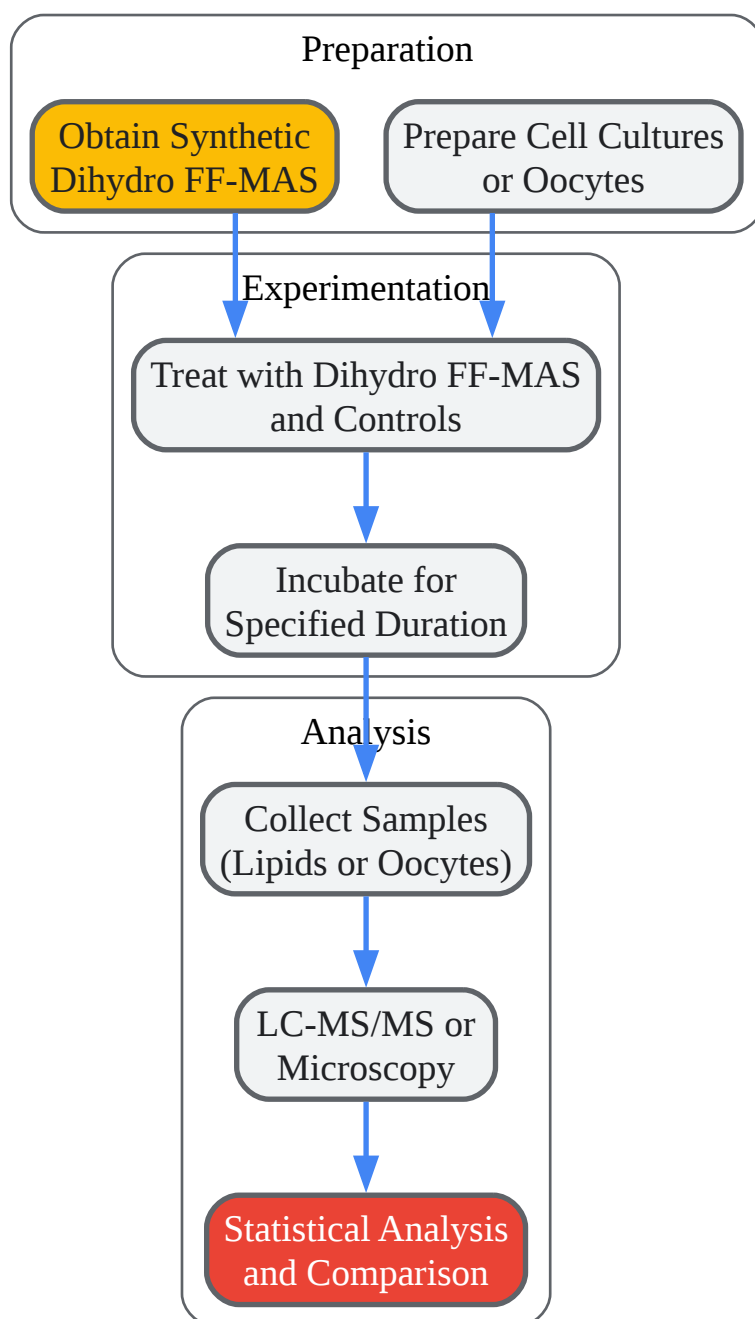 Preparation
Obtain Synthetic
Dihydro FF-MAS
Prepare Cell Cultures
or Oocytes
Experimentation
Treat with Dihydro FF-MAS
and Controls
Incubate for
Specified Duration
Analysis
Collect Samples
(Lipids or Oocytes)
LC-MS/MS or
Microscopy
Statistical Analysis
and Comparison